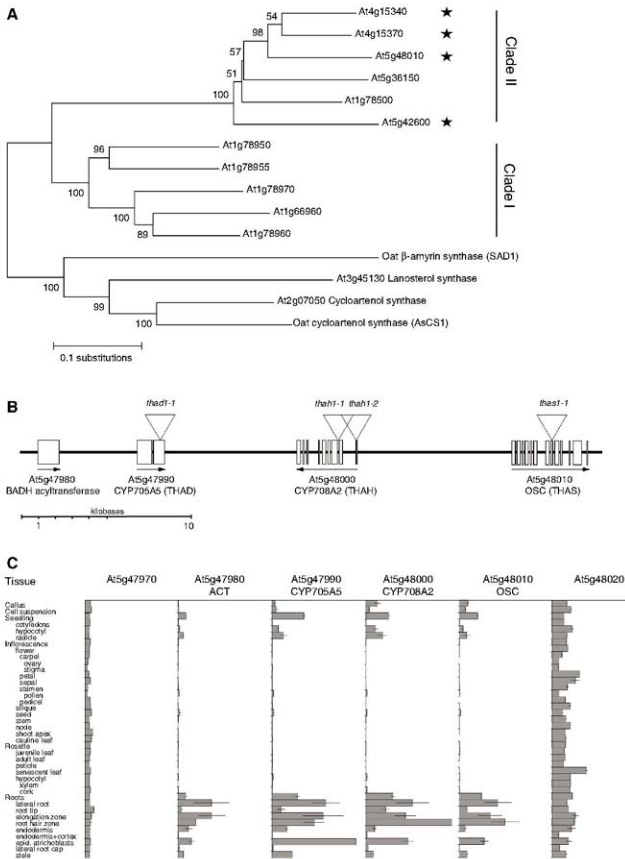 A
At4g15340 ★
54
At4g15370 ★
98
At5g48010 ★
57
At5g36150
51
At1g78500
100
At5g42600 ★
Clade II
At1g78950
96
At1g78955
100
At1g78970
100
At1g66960
89
At1g78960
Clade I
Oat β-amyrin synthase (SAD1)
100
At3g45130 Lanosterol synthase
99
At2g07050 Cycloartenol synthase
100
Oat cycloartenol synthase (AsCS1)
0.1 substitutions
B
thad1-1 thah1-1 thah1-2 thas1-1
At5g47980 At5g47990 At5g48000 At5g48010
BADH acyltransferase CYP705A5 (THAD) CYP708A2 (THAH) OSC (THAS)
kilobases
1 10
C
Tissue At5g47970 At5g47980 At5g47990 At5g48000 At5g48010 At5g48020
ACT CYP705A5 CYP708A2 OSC
Callus
Cell suspension
Seedling
cotyledons
hypocotyl
radicle
Inflorescence
flower
carpel
ovary
stigma
petal
sepal
stamen
pollen
pedicel
silique
seed
stem
node
shoot apex
cauline leaf
Rosette
juvenile leaf
adult leaf
petiole
senescent leaf
hypocotyl
xylem
cork
Roots
lateral root
root tip
elongation zone
root hair zone
endodermis
endodermis+cortex
epid. atrichoblasts
lateral root cap
stele